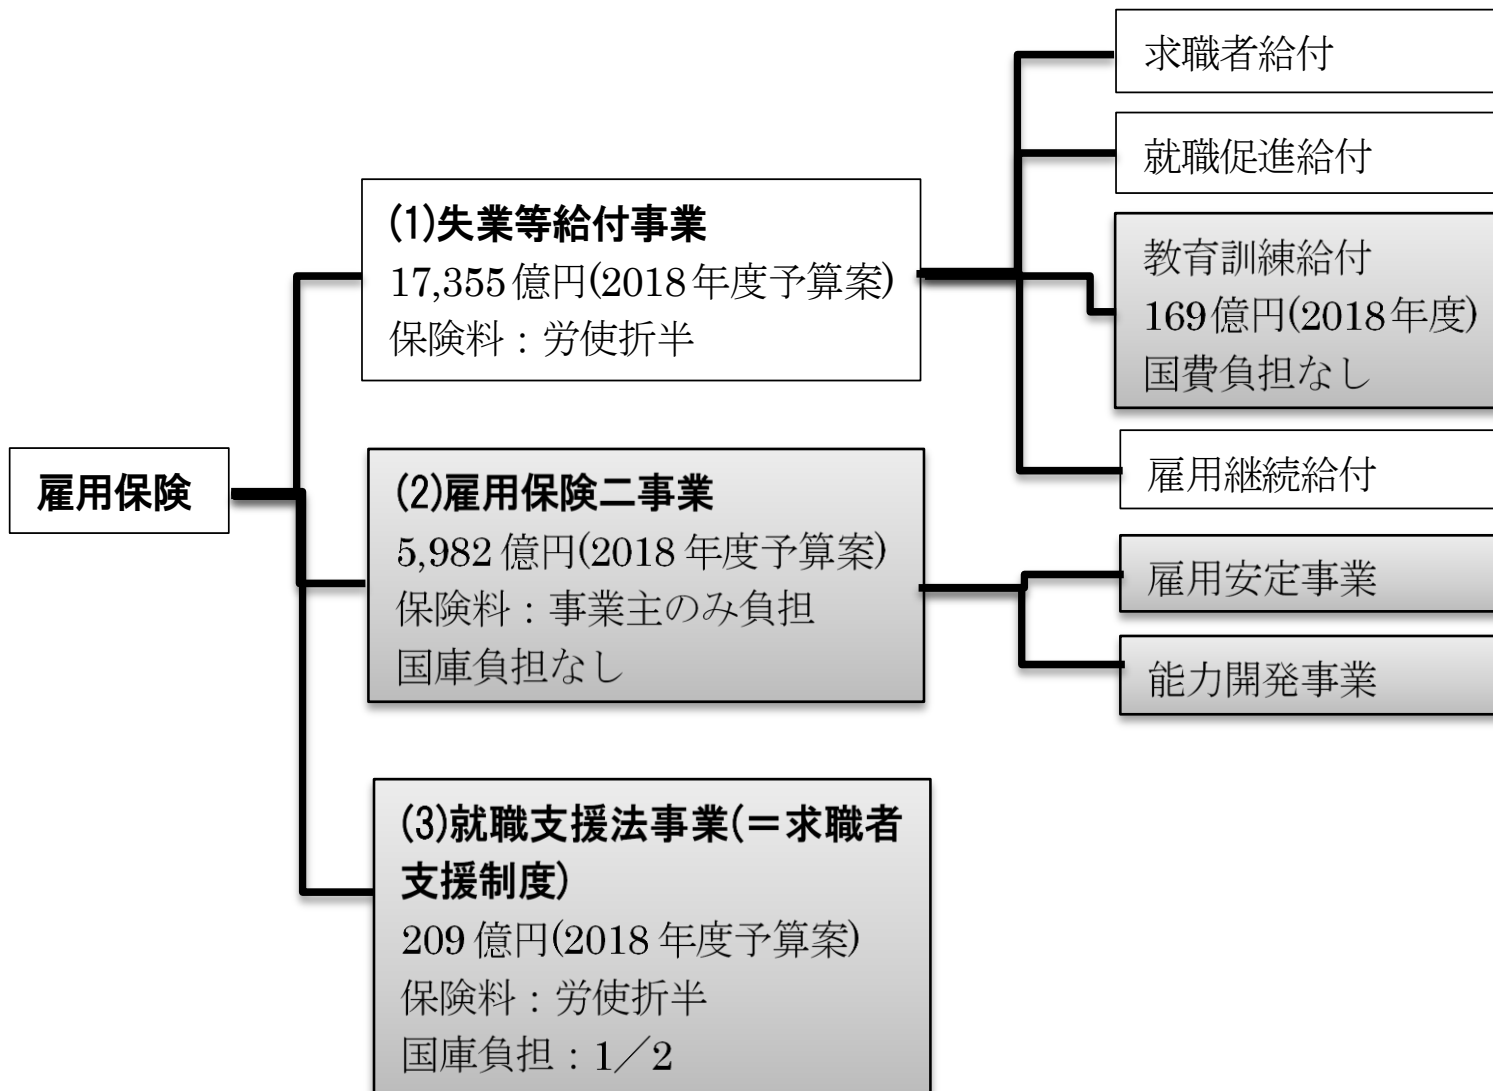 雇用保険
(1)失業等給付事業
17,355億円(2018年度予算案)
保険料：労使折半
求職者給付
就職促進給付
教育訓練給付
169億円(2018年度)
国費負担なし
雇用継続給付
(2)雇用保険二事業
5,982億円(2018年度予算案)
保険料：事業主のみ負担
国庫負担なし
雇用安定事業
能力開発事業
(3)就職支援法事業(＝求職者
支援制度)
209億円(2018年度予算案)
保険料：労使折半
国庫負担：1／2